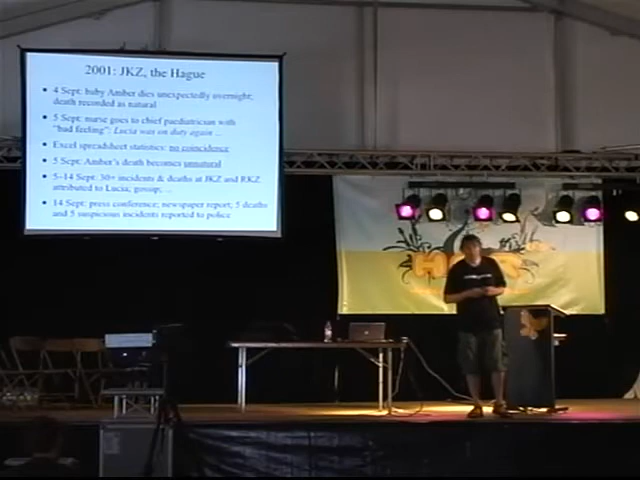 2001: JKZ, the Hague
• 4 Sept: baby Amber dies unexpectedly overnight;
death recorded as natural
• 5 Sept: nurse goes to chief paediatrician with
"bad feeling": Lucia was on duty again ...
• Excel spreadsheet statistics: no coincidence
• 5 Sept: Amber's death becomes unnatural
• 5–14 Sept: 30+ incidents & deaths at JKZ and RKZ
attributed to Lucia; gossip; ...
• 14 Sept: press conference; newspaper report; 5 deaths
and 5 suspicious incidents reported to police